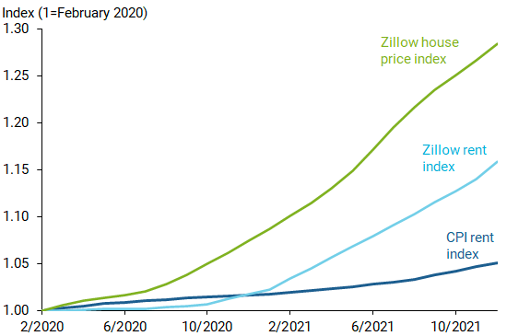 Index (1=February 2020)
1.30
1.25
1.20
1.15
1.10
1.05
1.00
Zillow house
price index
Zillow rent
index
CPI rent
index
2/2020 6/2020 10/2020 2/2021 6/2021 10/2021